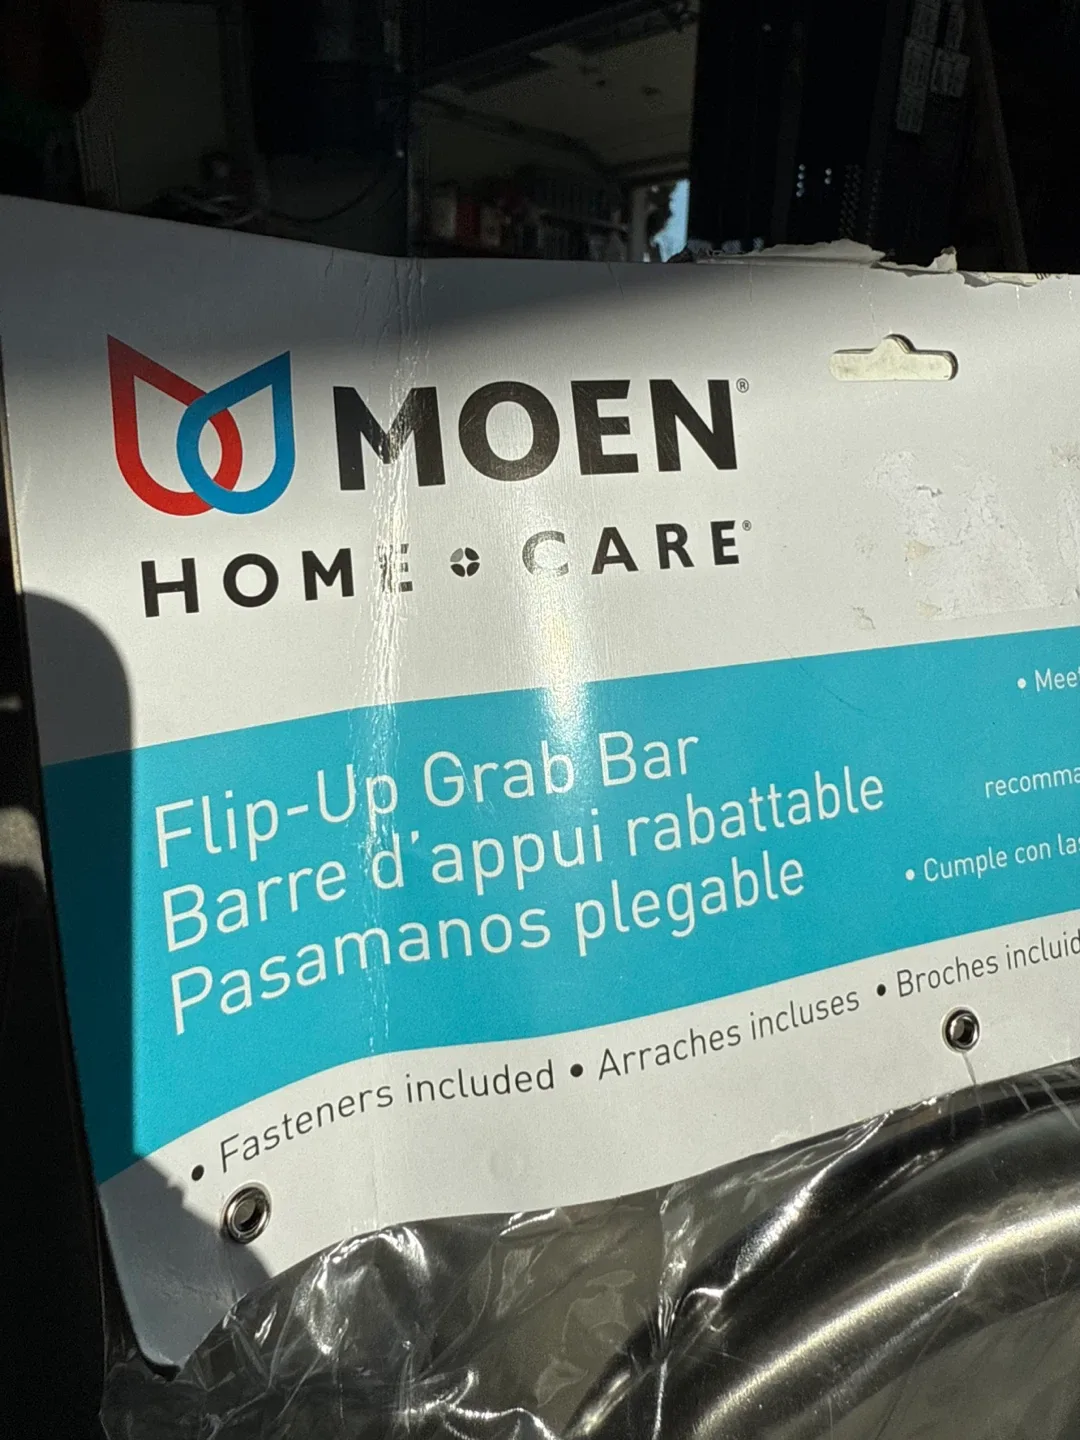 MOEN®
HOME CARE®
Flip-Up Grab Bar
Barre d'appui rabattable
Pasamanos plegable
• Mee
recomma
• Cumple con la
• Fasteners included • Arraches incluses • Broches incluid